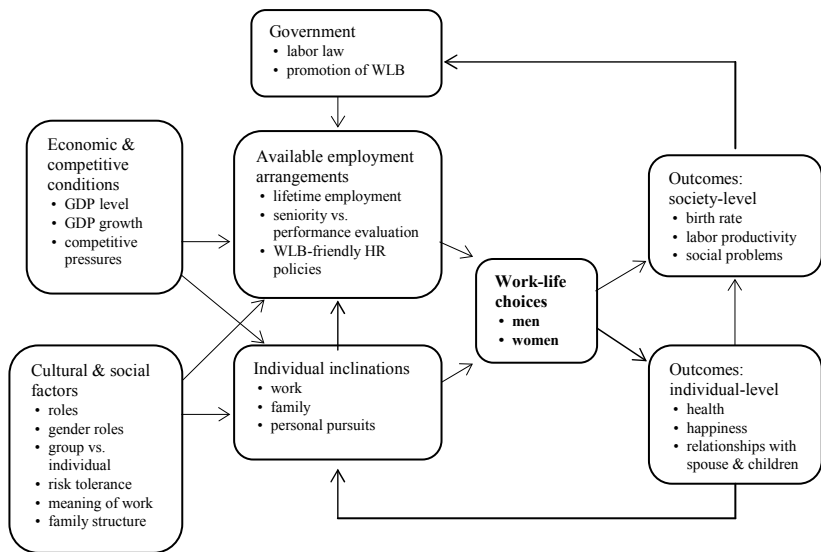 Government
• labor law
• promotion of WLB
Economic &
competitive
conditions
• GDP level
• GDP growth
• competitive
pressures
Available employment
arrangements
• lifetime employment
• seniority vs.
performance evaluation
• WLB-friendly HR
policies
Outcomes:
society-level
• birth rate
• labor productivity
• social problems
Work-life
choices
• men
• women
Cultural & social
factors
• roles
• gender roles
• group vs.
individual
• risk tolerance
• meaning of work
• family structure
Individual inclinations
• work
• family
• personal pursuits
Outcomes:
individual-level
• health
• happiness
• relationships with
spouse & children